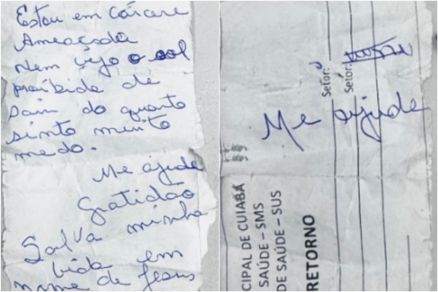 Estou em Cárcere
Ameaçada
Nem vejo o sol
proibida de
sair do quarto
sinto muito
medo.
Me ajude
Gratidão
Salva minha
vida em
nome de Jesus
Setor:
Setor:
Me ajude
CIPAL DE CUIABÁ
SAÚDE – SMS
DE SAÚDE – SUS
RETORNO